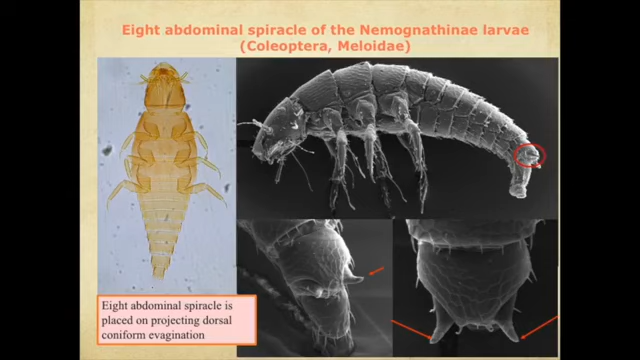 Eight abdominal spiracle of the Nemognathinae larvae
(Coleoptera, Meloidae)
Eight abdominal spiracle is
placed on projecting dorsal
coniform evagination